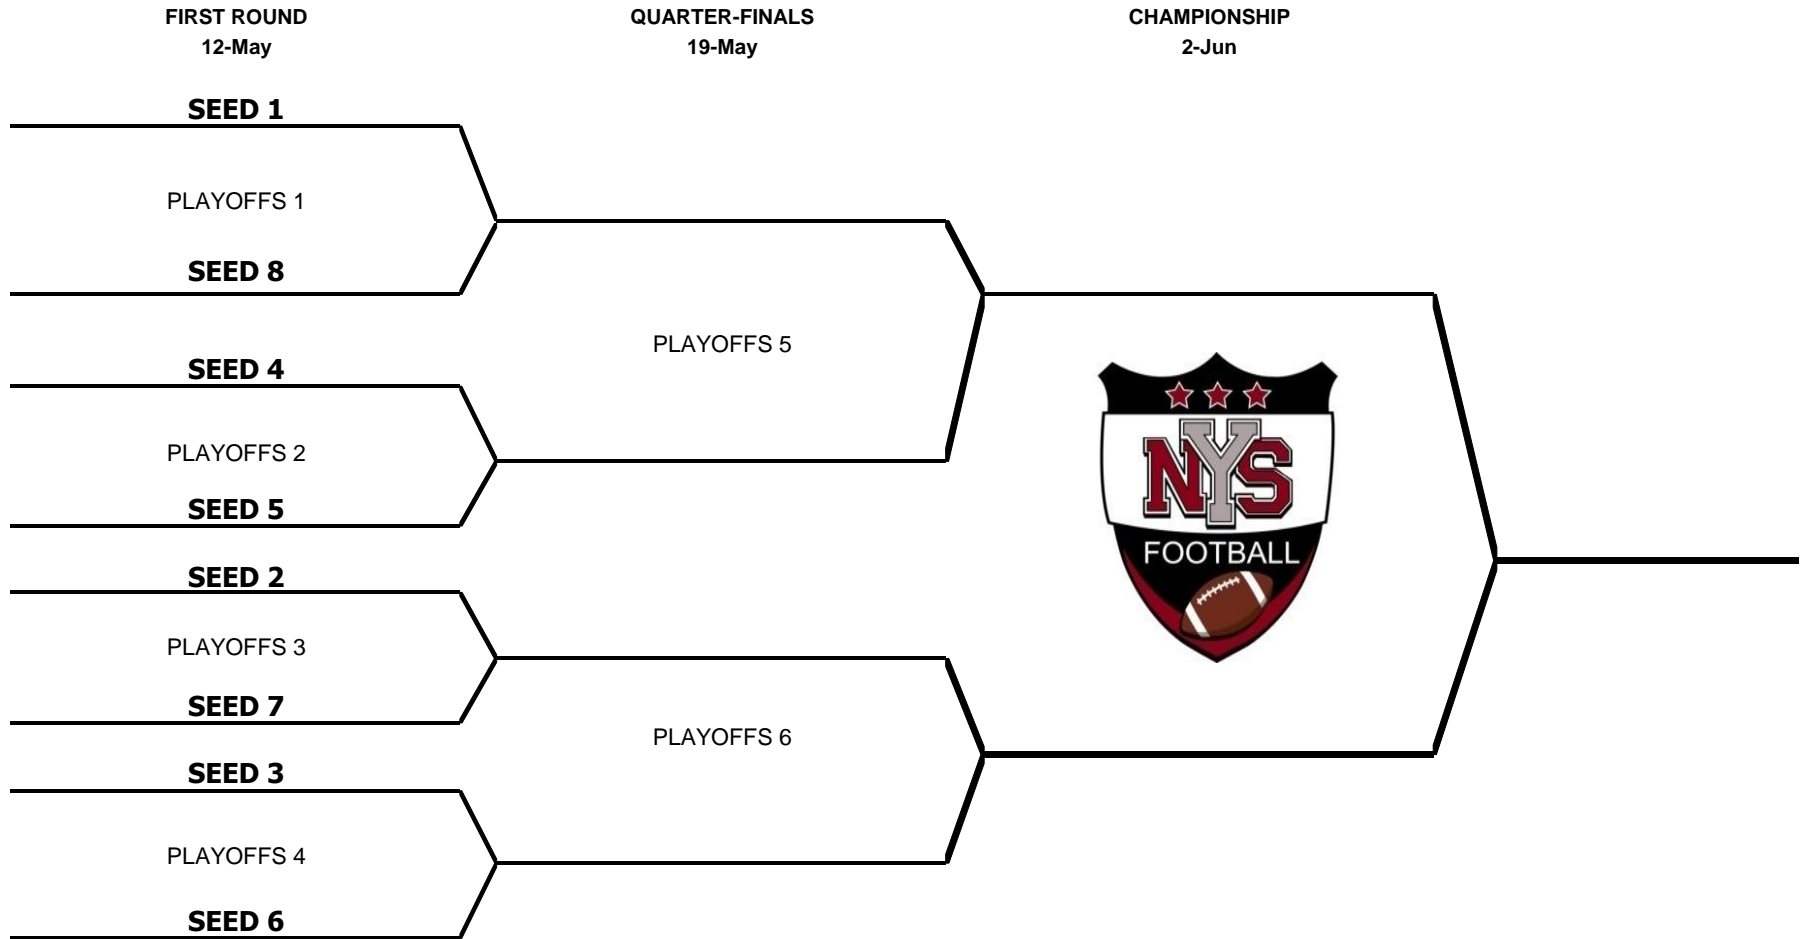 FIRST ROUND
12-May
QUARTER-FINALS
19-May
CHAMPIONSHIP
2-Jun
SEED 1
PLAYOFFS 1
SEED 8
PLAYOFFS 5
SEED 4
PLAYOFFS 2
SEED 5
SEED 2
PLAYOFFS 3
SEED 7
PLAYOFFS 6
SEED 3
PLAYOFFS 4
SEED 6
NYS
FOOTBALL